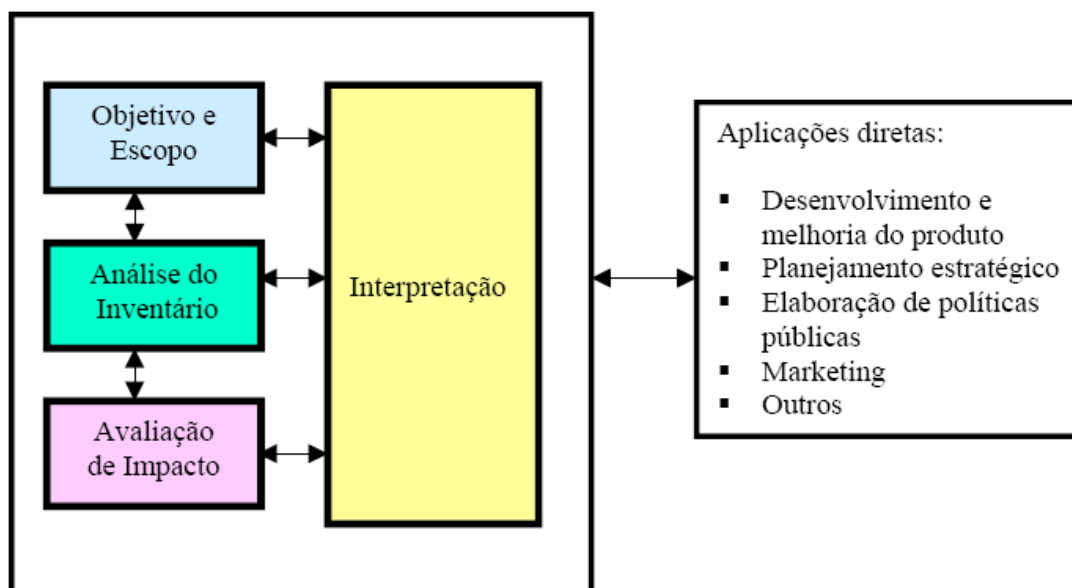 Objetivo e
Escopo
Análise do
Inventário
Avaliação
de Impacto
Interpretação
Aplicações diretas:
▪ Desenvolvimento e
melhoria do produto
▪ Planejamento estratégico
▪ Elaboração de políticas
públicas
▪ Marketing
▪ Outros